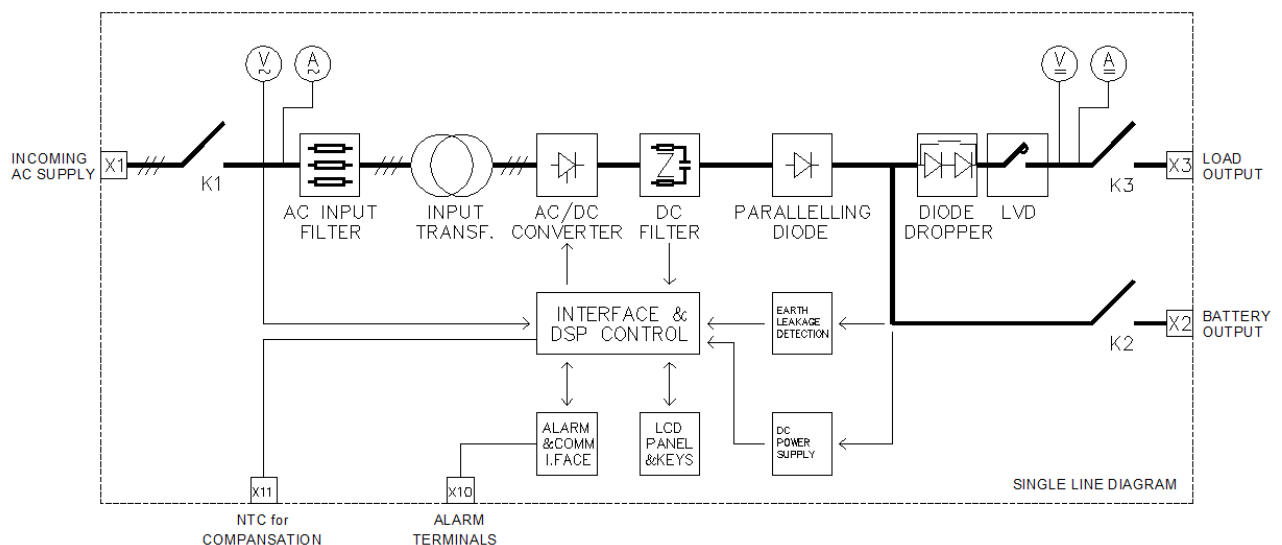 V
A
V
A
INCOMING
AC SUPPLY
X1
K1
AC INPUT
FILTER
INPUT
TRANSF.
AC/DC
CONVERTER
DC
FILTER
PARALLELING
DIODE
DIODE
DROPPER
LVD
K3
X3
LOAD
OUTPUT
INTERFACE &
DSP CONTROL
EARTH
LEAKAGE
DETECTION
K2
X2
BATTERY
OUTPUT
ALARM
&COMM
I.FACE
LCD
PANEL
&KEYS
DC
POWER
SUPPLY
X11
X10
SINGLE LINE DIAGRAM
NTC for
COMPANSATION
ALARM
TERMINALS